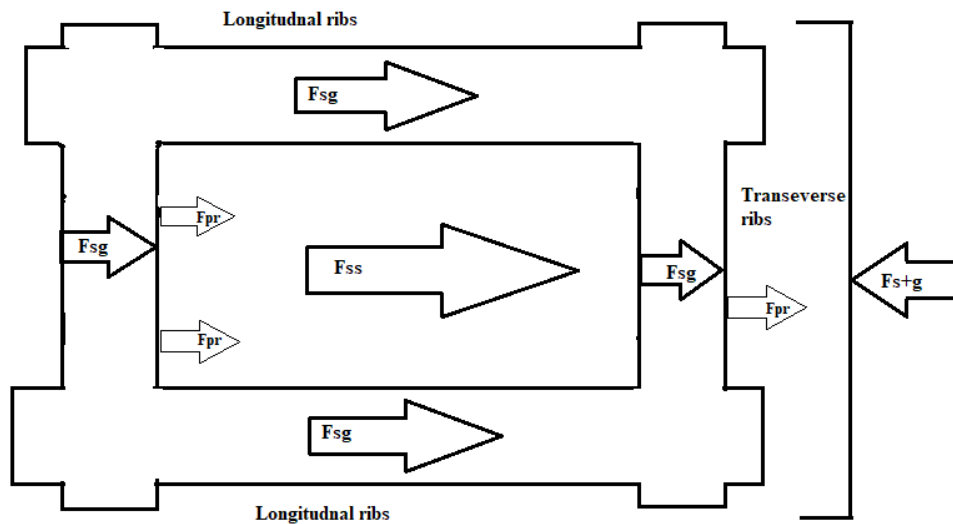 Longitudnal ribs
Fsg
Transeverse
ribs
Fpr
Fsg
Fss
Fsg
Fs+g
Fpr
Fpr
Fsg
Longitudnal ribs